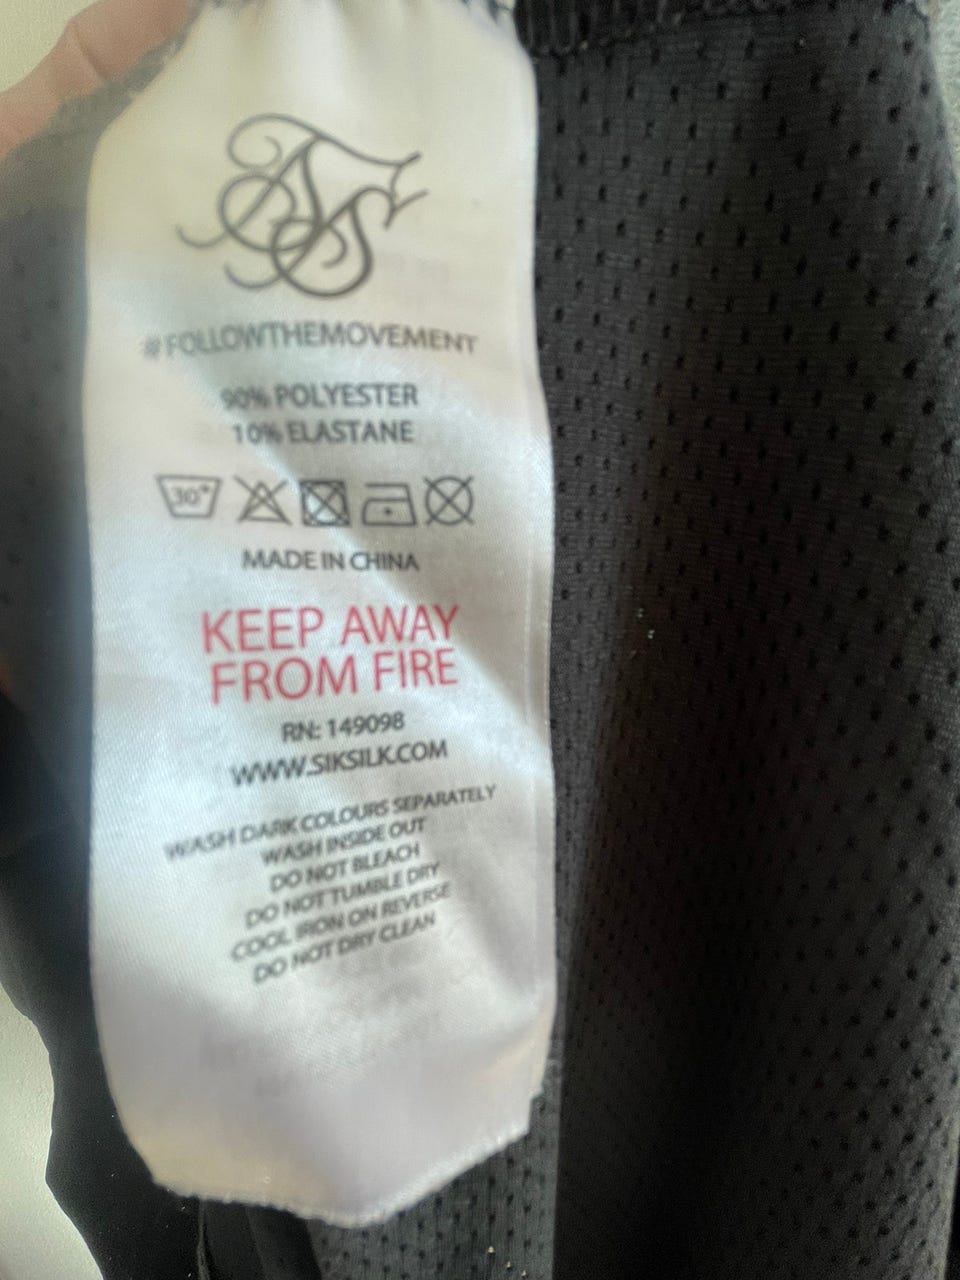 #FOLLOWTHEMOVEMENT
90% POLYESTER
10% ELASTANE
30°
MADE IN CHINA
KEEP AWAY
FROM FIRE
RN: 149098
WWW.SIKSILK.COM
WASH DARK COLOURS SEPARATELY
WASH INSIDE OUT
DO NOT BLEACH
DO NOT TUMBLE DRY
COOL IRON ON REVERSE
DO NOT DRY CLEAN